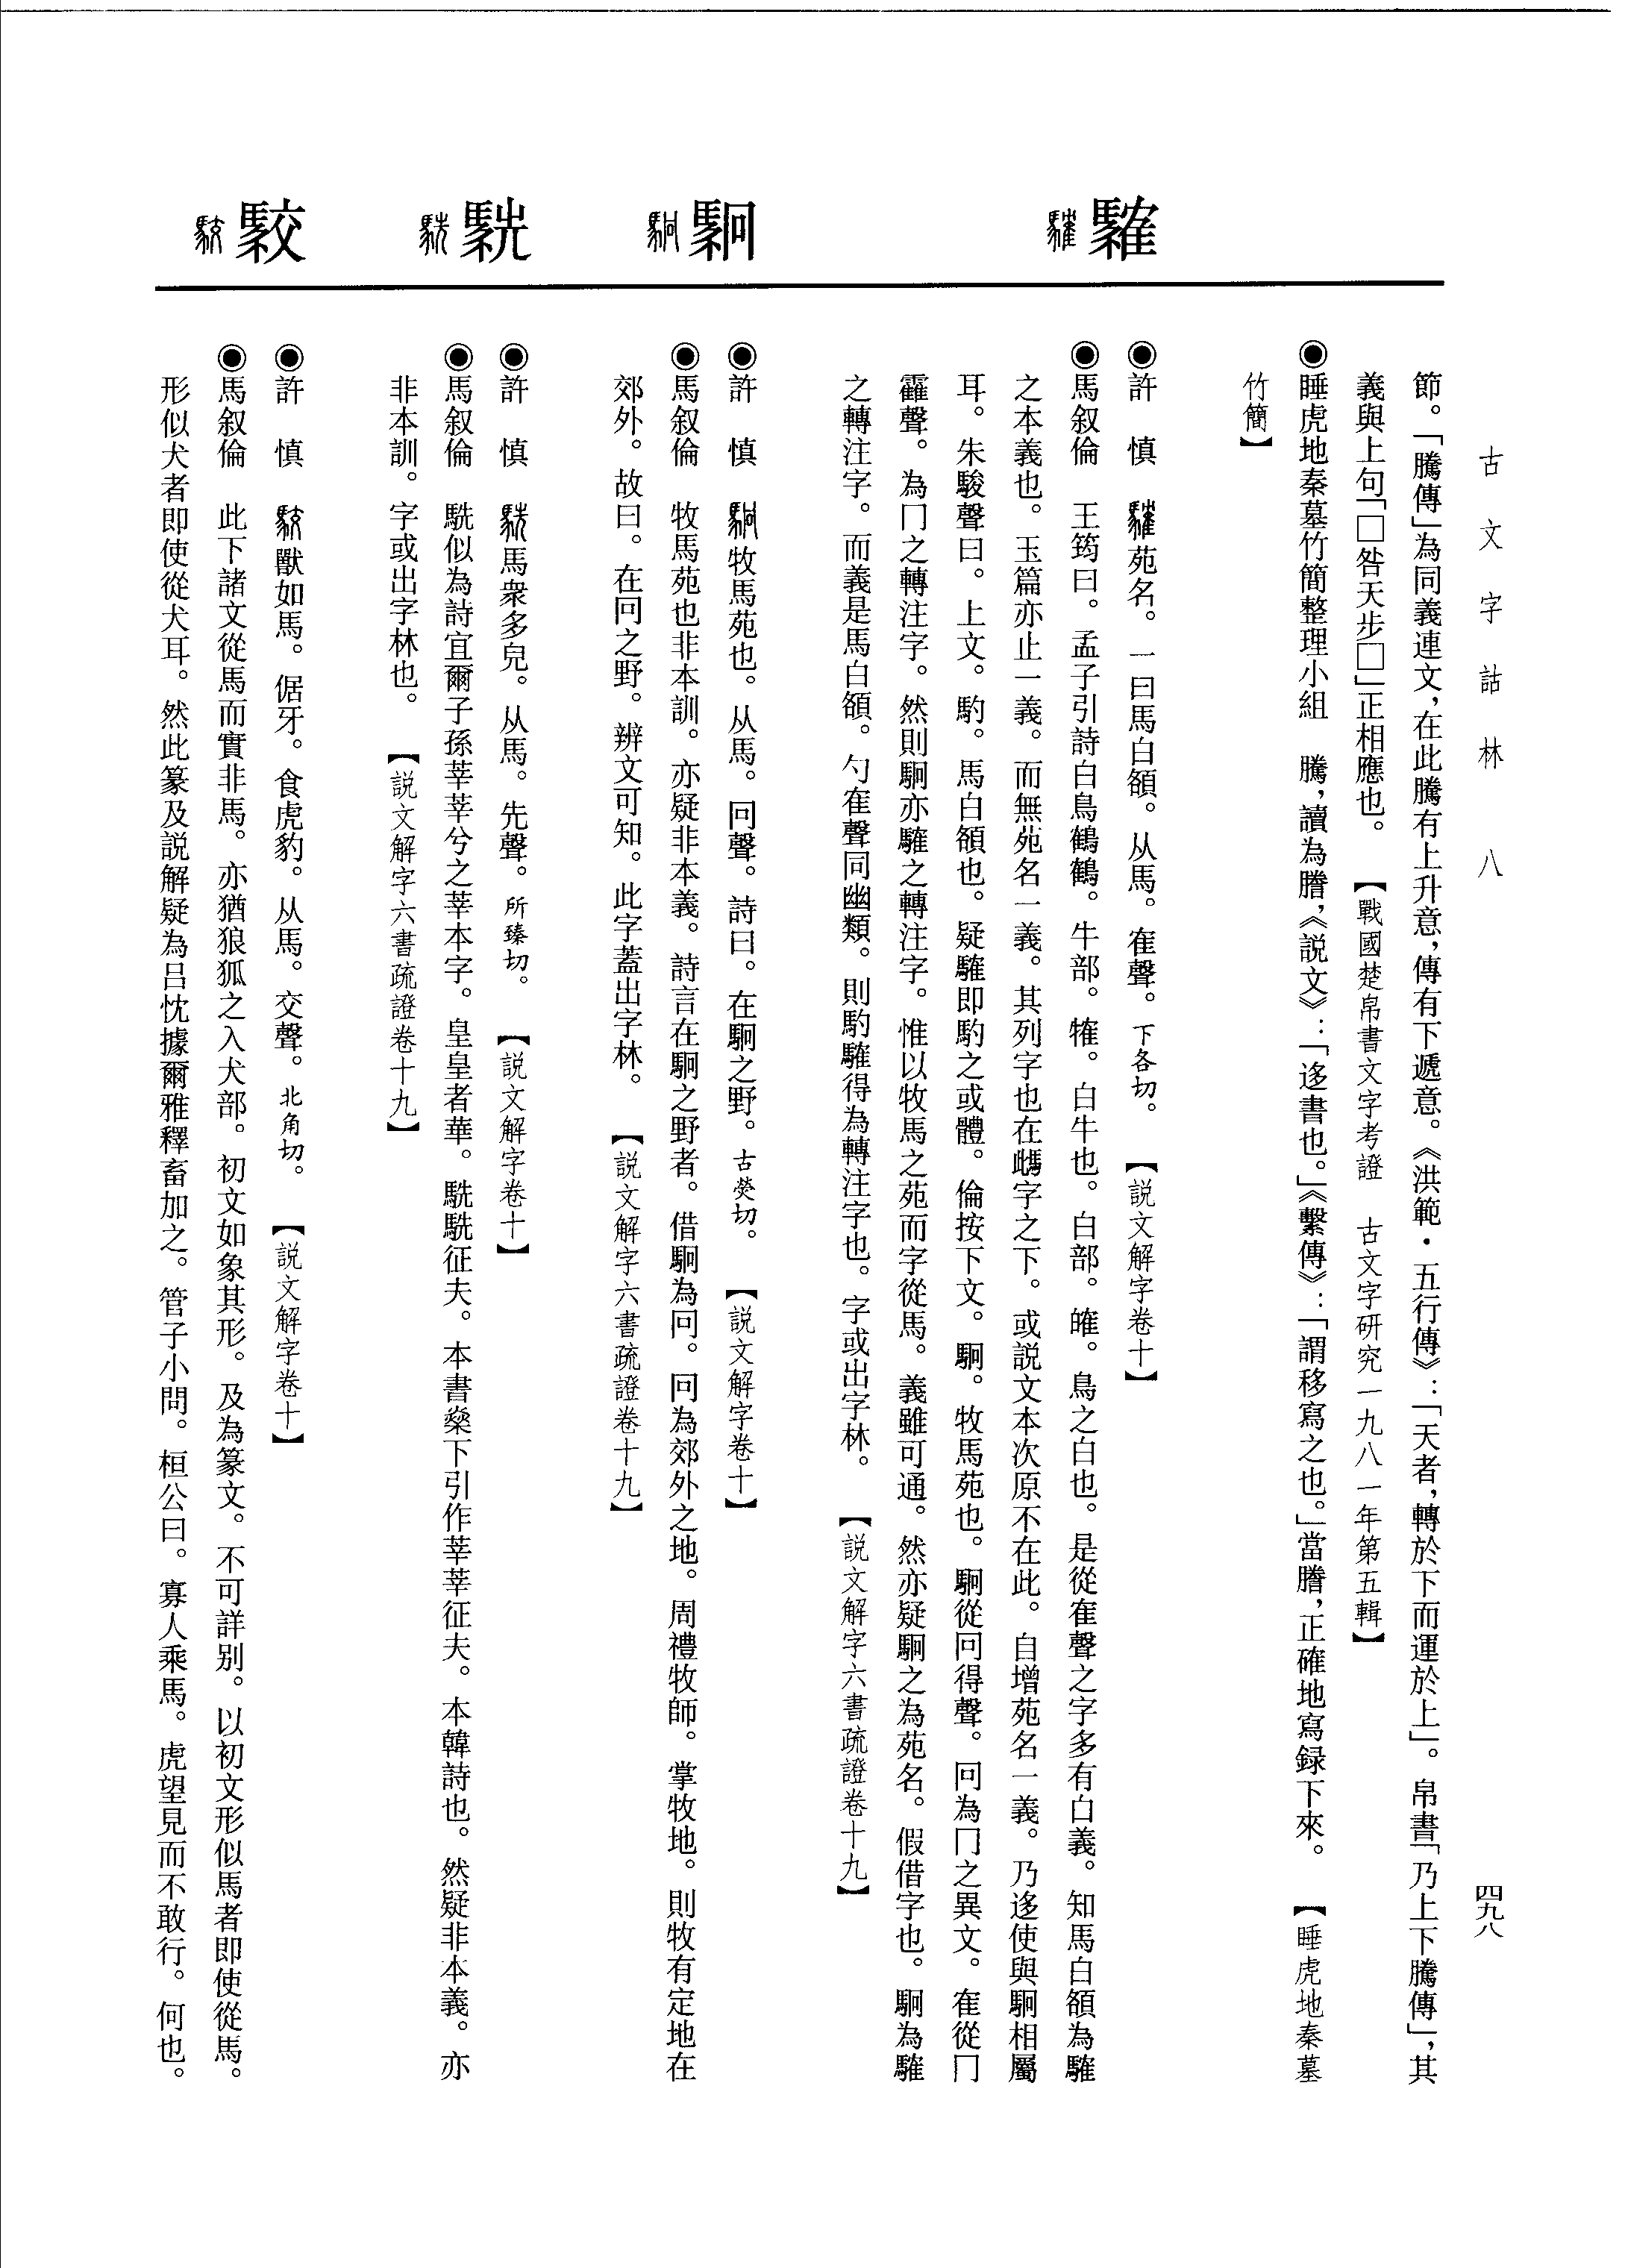 古文字詁林　八
四九八
節。「騰傳」為同義連文，在此騰有上升意，傳有下遞意。《洪範・五行傳》：「天者，轉於下而運於上」。帛書「乃上下騰傳」，其
義與上句「□咎天步□」正相應也。【戰國楚帛書文字考證　古文字研究一九八一年第五輯】
◉睡虎地秦墓竹簡整理小組　騰，讀為謄，《説文》：「迻書也。」《繫傳》：「謂移寫之也。」當謄，正確地寫録下來。【睡虎地秦墓
竹簡】
騅
◉許　慎　苑名。一曰馬白頟。从馬。隺聲。下各切。【説文解字卷十】
◉馬叙倫　王筠曰。孟子引詩白鳥鶴鶴。牛部。㹊。白牛也。白部。㿥。鳥之白也。是從隺聲之字多有白義。知馬白頟為䮤
之本義也。玉篇亦止一義。而無苑名一義。其列字也在字之下。或説文本次原不在此。自增苑名一義。乃迻使與駉相屬
耳。朱駿聲曰。上文。馰。馬白頟也。疑䮤即馰之或體。倫按下文。駉。牧馬苑也。駉從冋得聲。冋為冂之異文。隺從冂
靃聲。為冂之轉注字。然則駉亦䮤之轉注字。惟以牧馬之苑而字從馬。義雖可通。然亦疑駉之為苑名。假借字也。駉為䮤
之轉注字。而義是馬白頟。勺隺聲同幽類。則馰䮤得為轉注字也。字或出字林。【説文解字六書疏證卷十九】
駉
◉許　慎　牧馬苑也。从馬。冋聲。詩曰。在駉之野。古熒切。【説文解字卷十】
◉馬叙倫　牧馬苑也非本訓。亦疑非本義。詩言在駉之野者。借駉為冋。冋為郊外之地。周禮牧師。掌牧地。則牧有定地在
郊外。故曰。在冋之野。辨文可知。此字蓋出字林。【説文解字六書疏證卷十九】
駪
◉許　慎　馬衆多皃。从馬。先聲。所臻切。【説文解字卷十】
◉馬叙倫　駪似為詩宜爾子孫莘莘兮之莘本字。皇皇者華。駪駪征夫。本書燊下引作莘莘征夫。本韓詩也。然疑非本義。亦
非本訓。字或出字林也。【説文解字六書疏證卷十九】
駮
◉許　慎　獸如馬。倨牙。食虎豹。从馬。交聲。北角切。【説文解字卷十】
◉馬叙倫　此下諸文從馬而實非馬。亦猶狼狐之入犬部。初文如象其形。及為篆文。不可詳别。以初文形似馬者即使從馬。
形似犬者即使從犬耳。然此篆及説解疑為吕忱據爾雅釋畜加之。管子小問。桓公曰。寡人乘馬。虎望見而不敢行。何也。